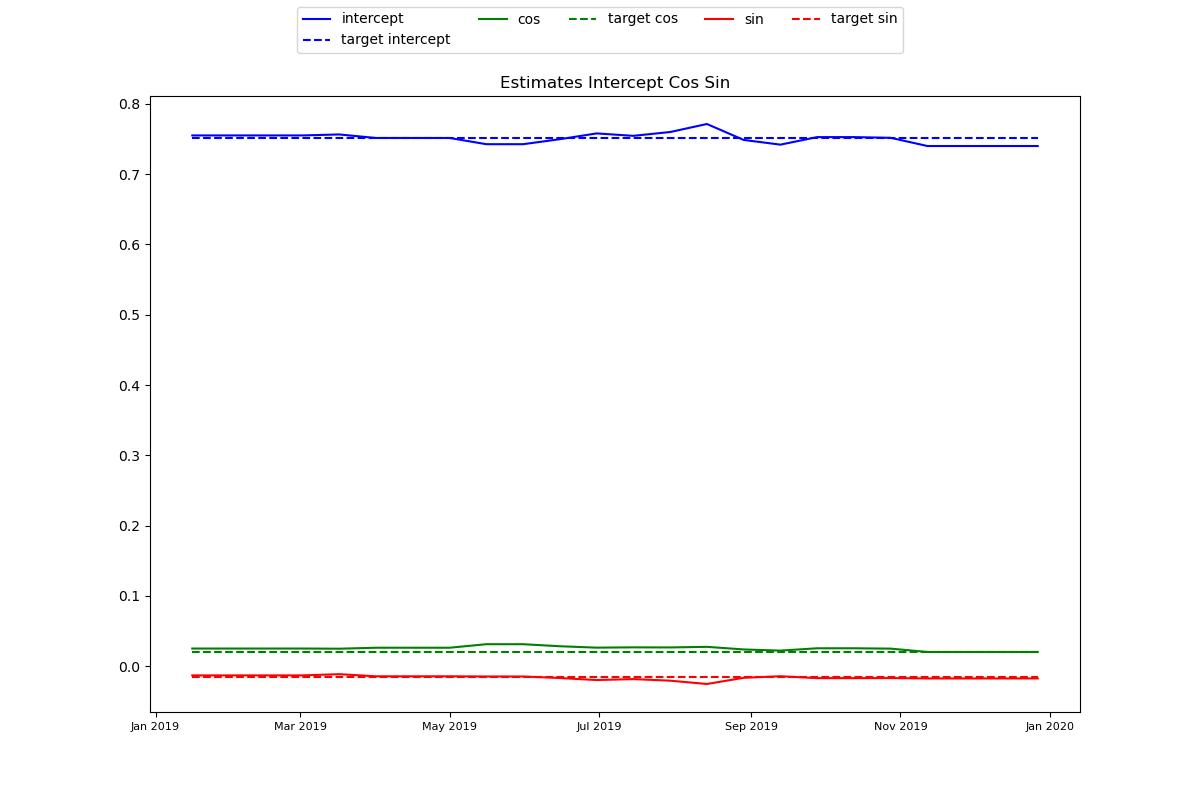 intercept cos target cos sin target sin
target intercept
Estimates Intercept Cos Sin
0.8
0.7
0.6
0.5
0.4
0.3
0.2
0.1
0.0
Jan 2019 Mar 2019 May 2019 Jul 2019 Sep 2019 Nov 2019 Jan 2020